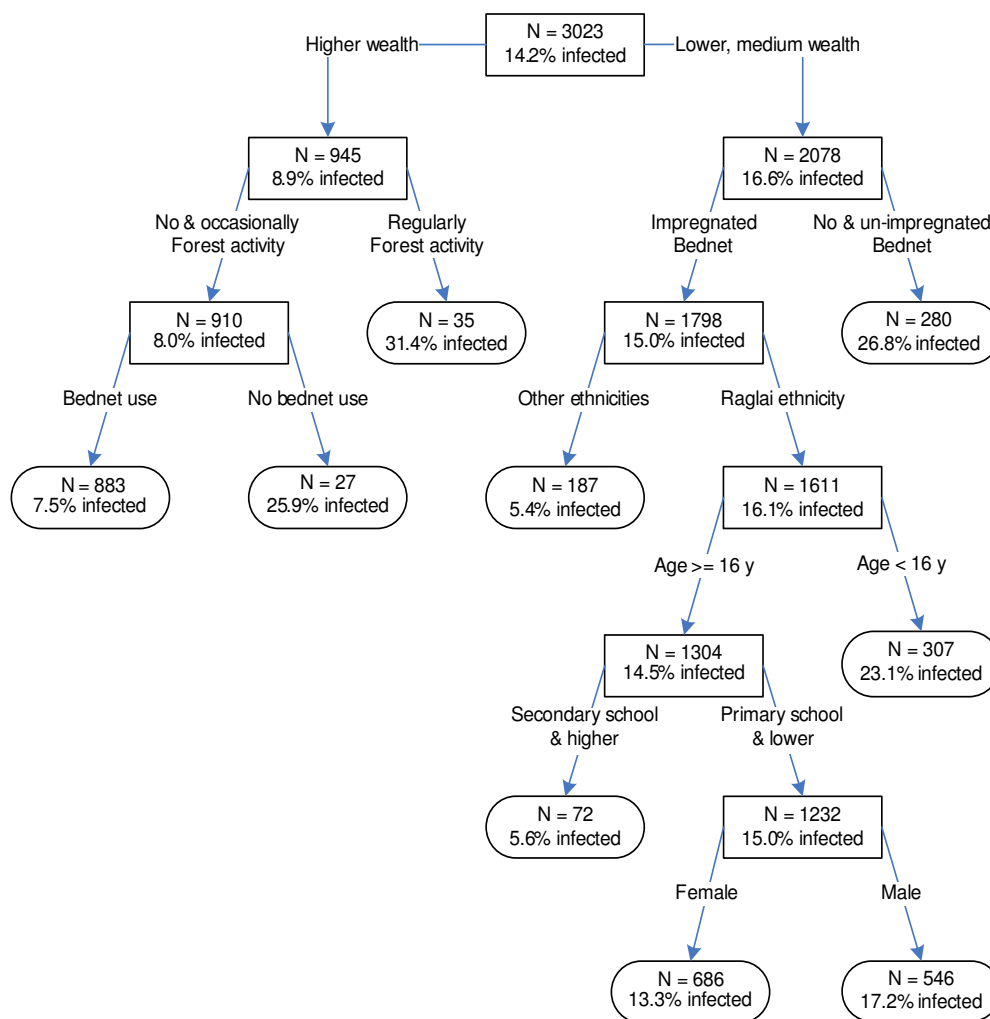 N = 3023
14.2% infected
Higher wealth
Lower, medium wealth
N = 945
8.9% infected
N = 2078
16.6% infected
No & occasionally
Forest activity
Regularly
Forest activity
Impregnated
Bednet
No & un-impregnated
Bednet
N = 910
8.0% infected
N = 35
31.4% infected
N = 1798
15.0% infected
N = 280
26.8% infected
Bednet use
No bednet use
Other ethnicities
Raglai ethnicity
N = 883
7.5% infected
N = 27
25.9% infected
N = 187
5.4% infected
N = 1611
16.1% infected
Age >= 16 y
Age < 16 y
N = 1304
14.5% infected
N = 307
23.1% infected
Secondary school
& higher
Primary school
& lower
N = 72
5.6% infected
N = 1232
15.0% infected
Female
Male
N = 686
13.3% infected
N = 546
17.2% infected